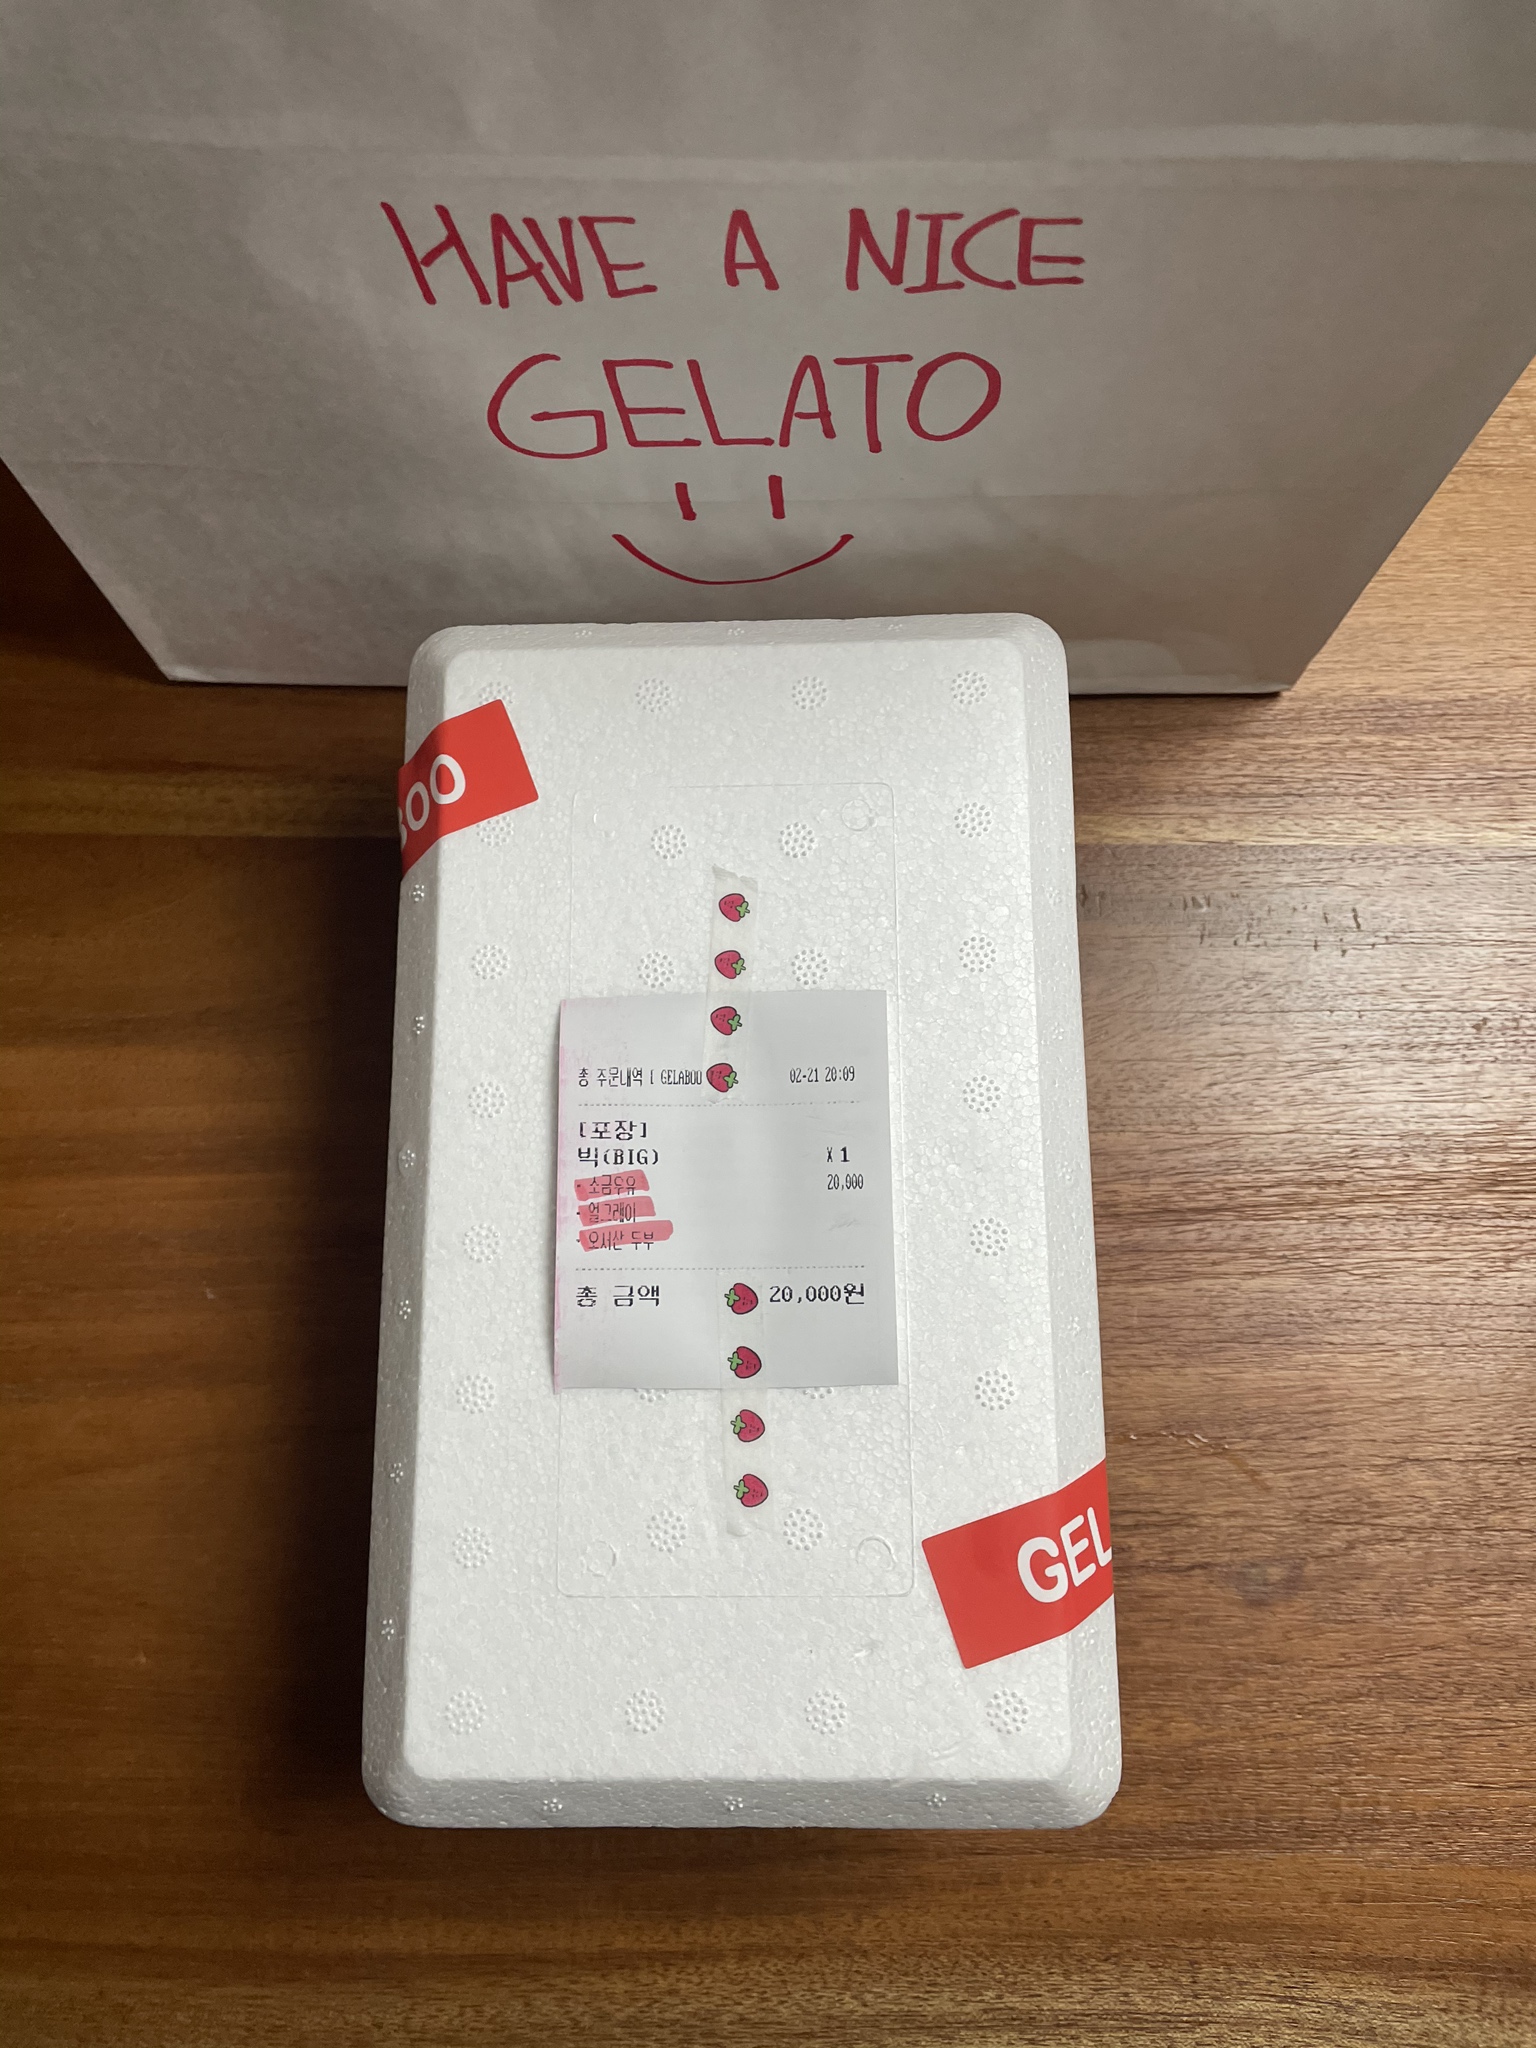 HAVE A NICE
GELATO
BOO
총 주문내역 [ GELABOO
02-21 20:09
[포장]
빅(BIG) X 1
· 소금우유 20,000
· 얼그레이
· 오서산 두부
총 금액 20,000원
GEL